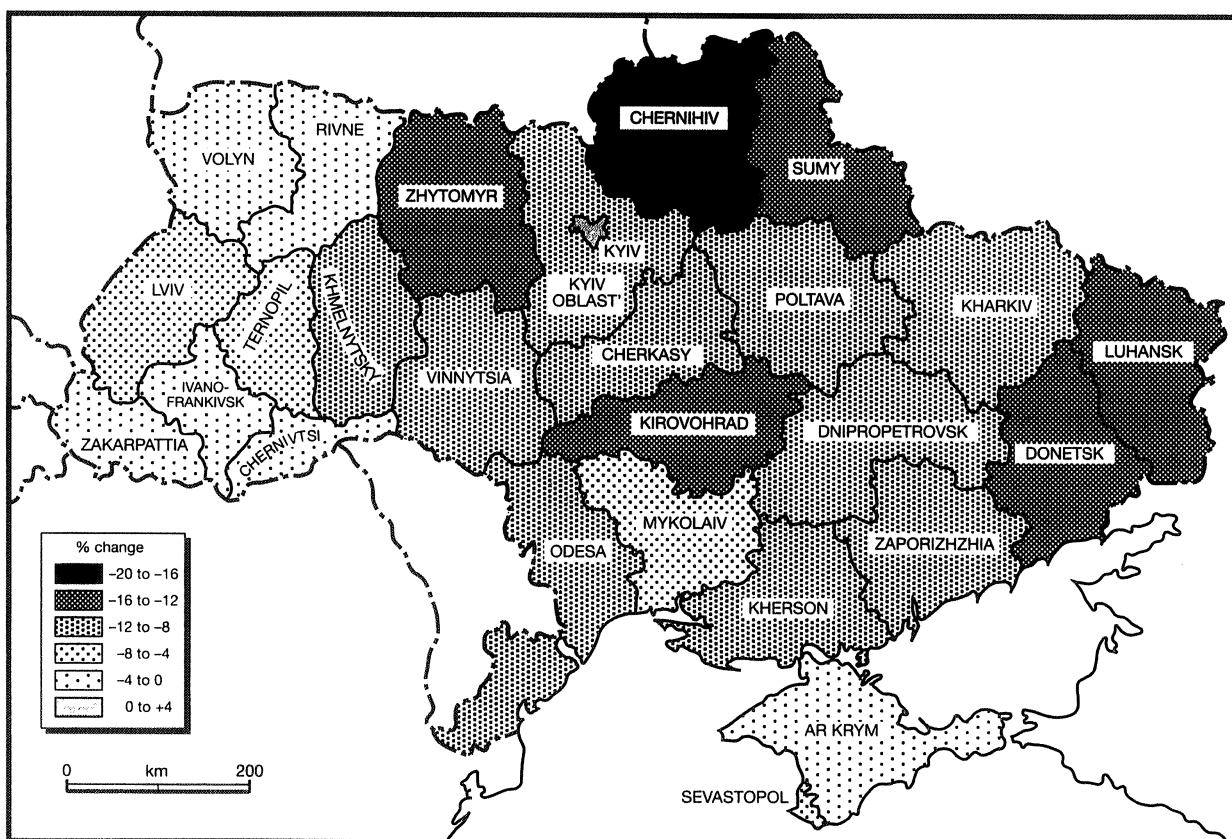 CHERNIHIV
RIVNE
VOLYN
SUMY
ZHYTOMYR
KYIV
KYIV
OBLAST'
LVIV
TERNOPIL
KHMELNYTSKY
POLTAVA
KHARKIV
LUHANSK
CHERKASY
VINNYTSIA
IVANO-
FRANKIVSK
KIROVOHRAD
DNIPROPETROVSK
ZAKARPATTIA
CHERNIVTSI
DONETSK
MYKOLAIV
ODESA
ZAPORIZHZHIA
KHERSON
AR KRYM
SEVASTOPOL
% change
−20 to −16
−16 to −12
−12 to −8
−8 to −4
−4 to 0
0 to +4
0 km 200